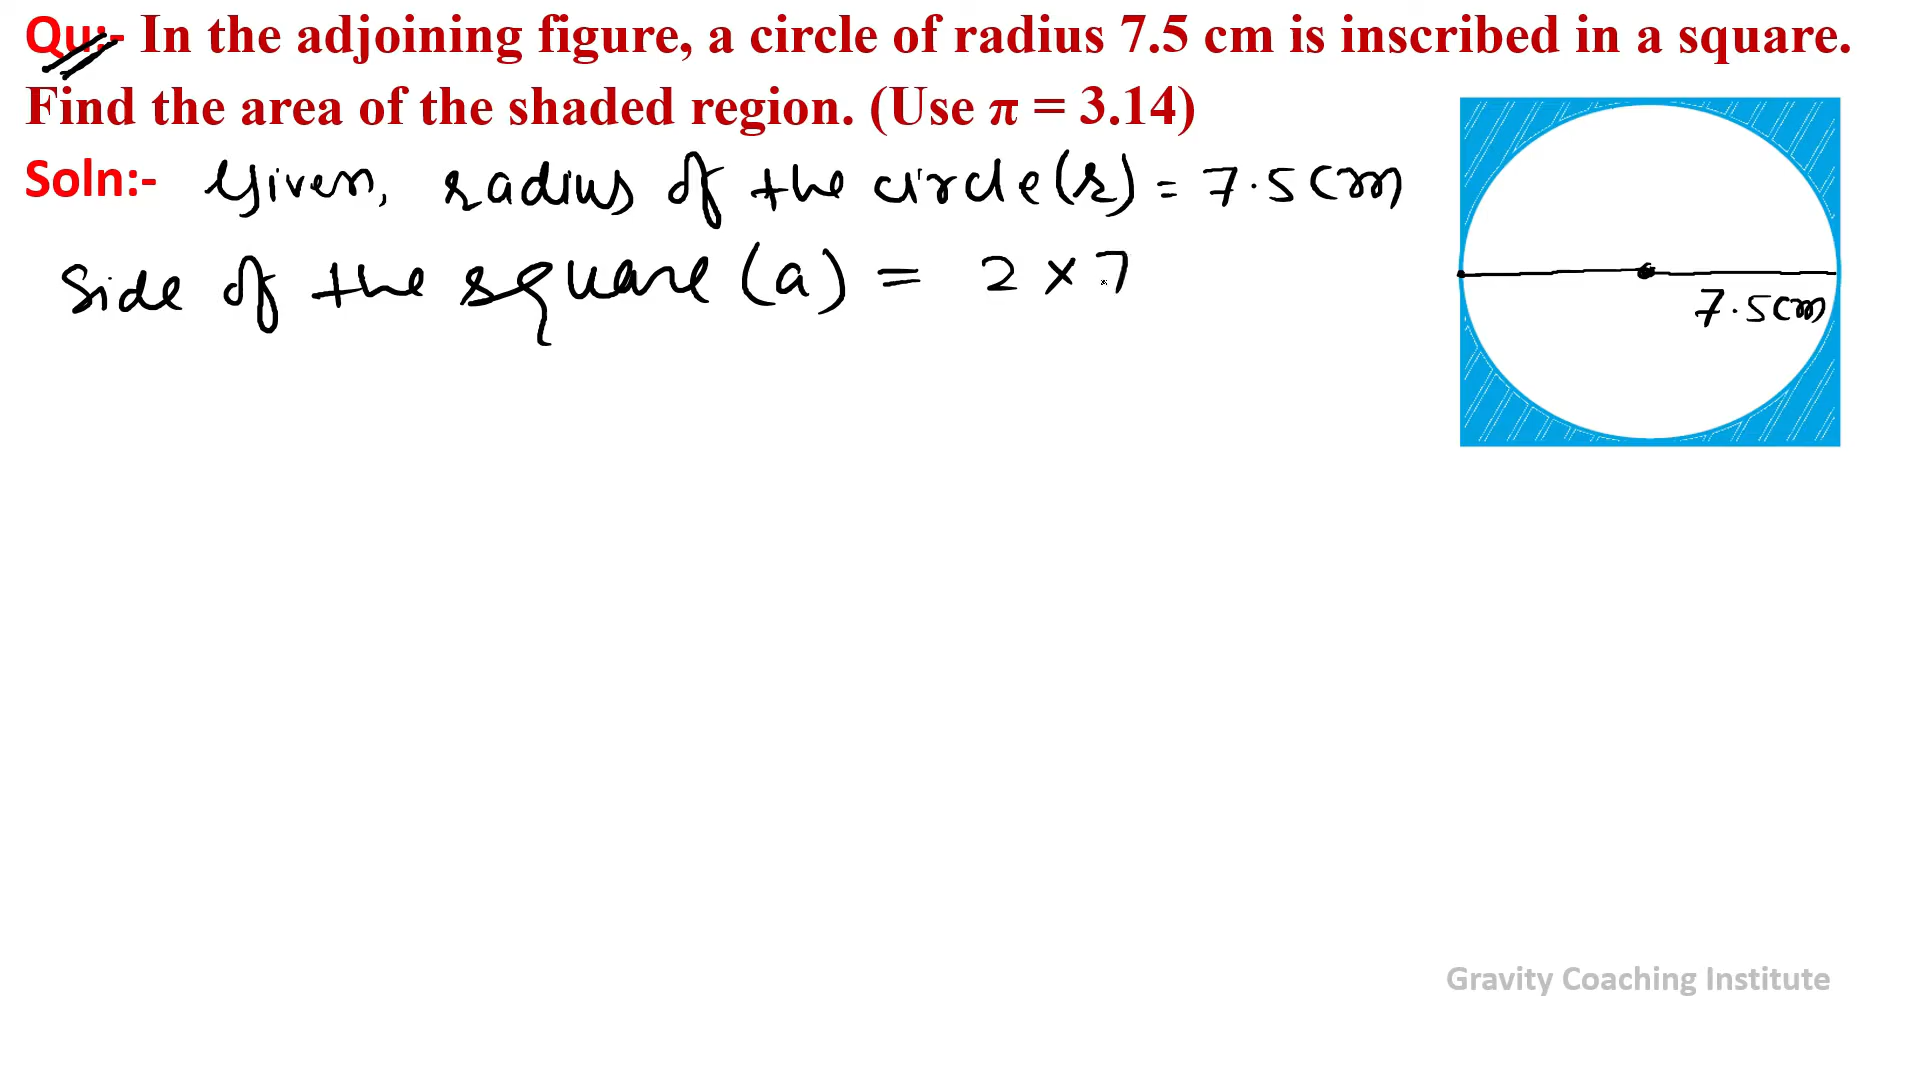 Qu:- In the adjoining figure, a circle of radius 7.5 cm is inscribed in a square.
Find the area of the shaded region. (Use π = 3.14)
Soln:- Given, radius of the circle (r) = 7.5 cm
Side of the square (a) = 2 × 7
7.5 cm
Gravity Coaching Institute